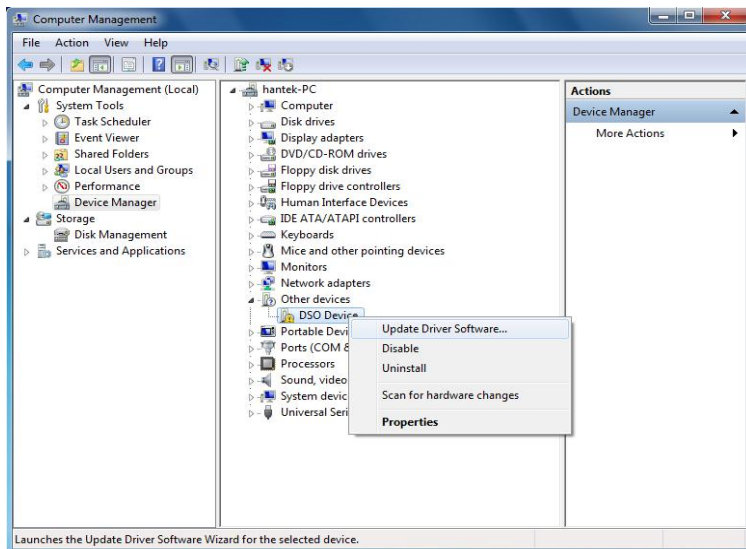 Computer Management
File Action View Help
Computer Management (Local)
System Tools
Task Scheduler
Event Viewer
Shared Folders
Local Users and Groups
Performance
Device Manager
Storage
Disk Management
Services and Applications
hantek-PC
Computer
Disk drives
Display adapters
DVD/CD-ROM drives
Floppy disk drives
Floppy drive controllers
Human Interface Devices
IDE ATA/ATAPI controllers
Keyboards
Mice and other pointing devices
Monitors
Network adapters
Other devices
DSO Device
Portable Devi
Ports (COM &
Processors
Sound, video
System devic
Universal Seri
Update Driver Software...
Disable
Uninstall
Scan for hardware changes
Properties
Actions
Device Manager
More Actions
Launches the Update Driver Software Wizard for the selected device.